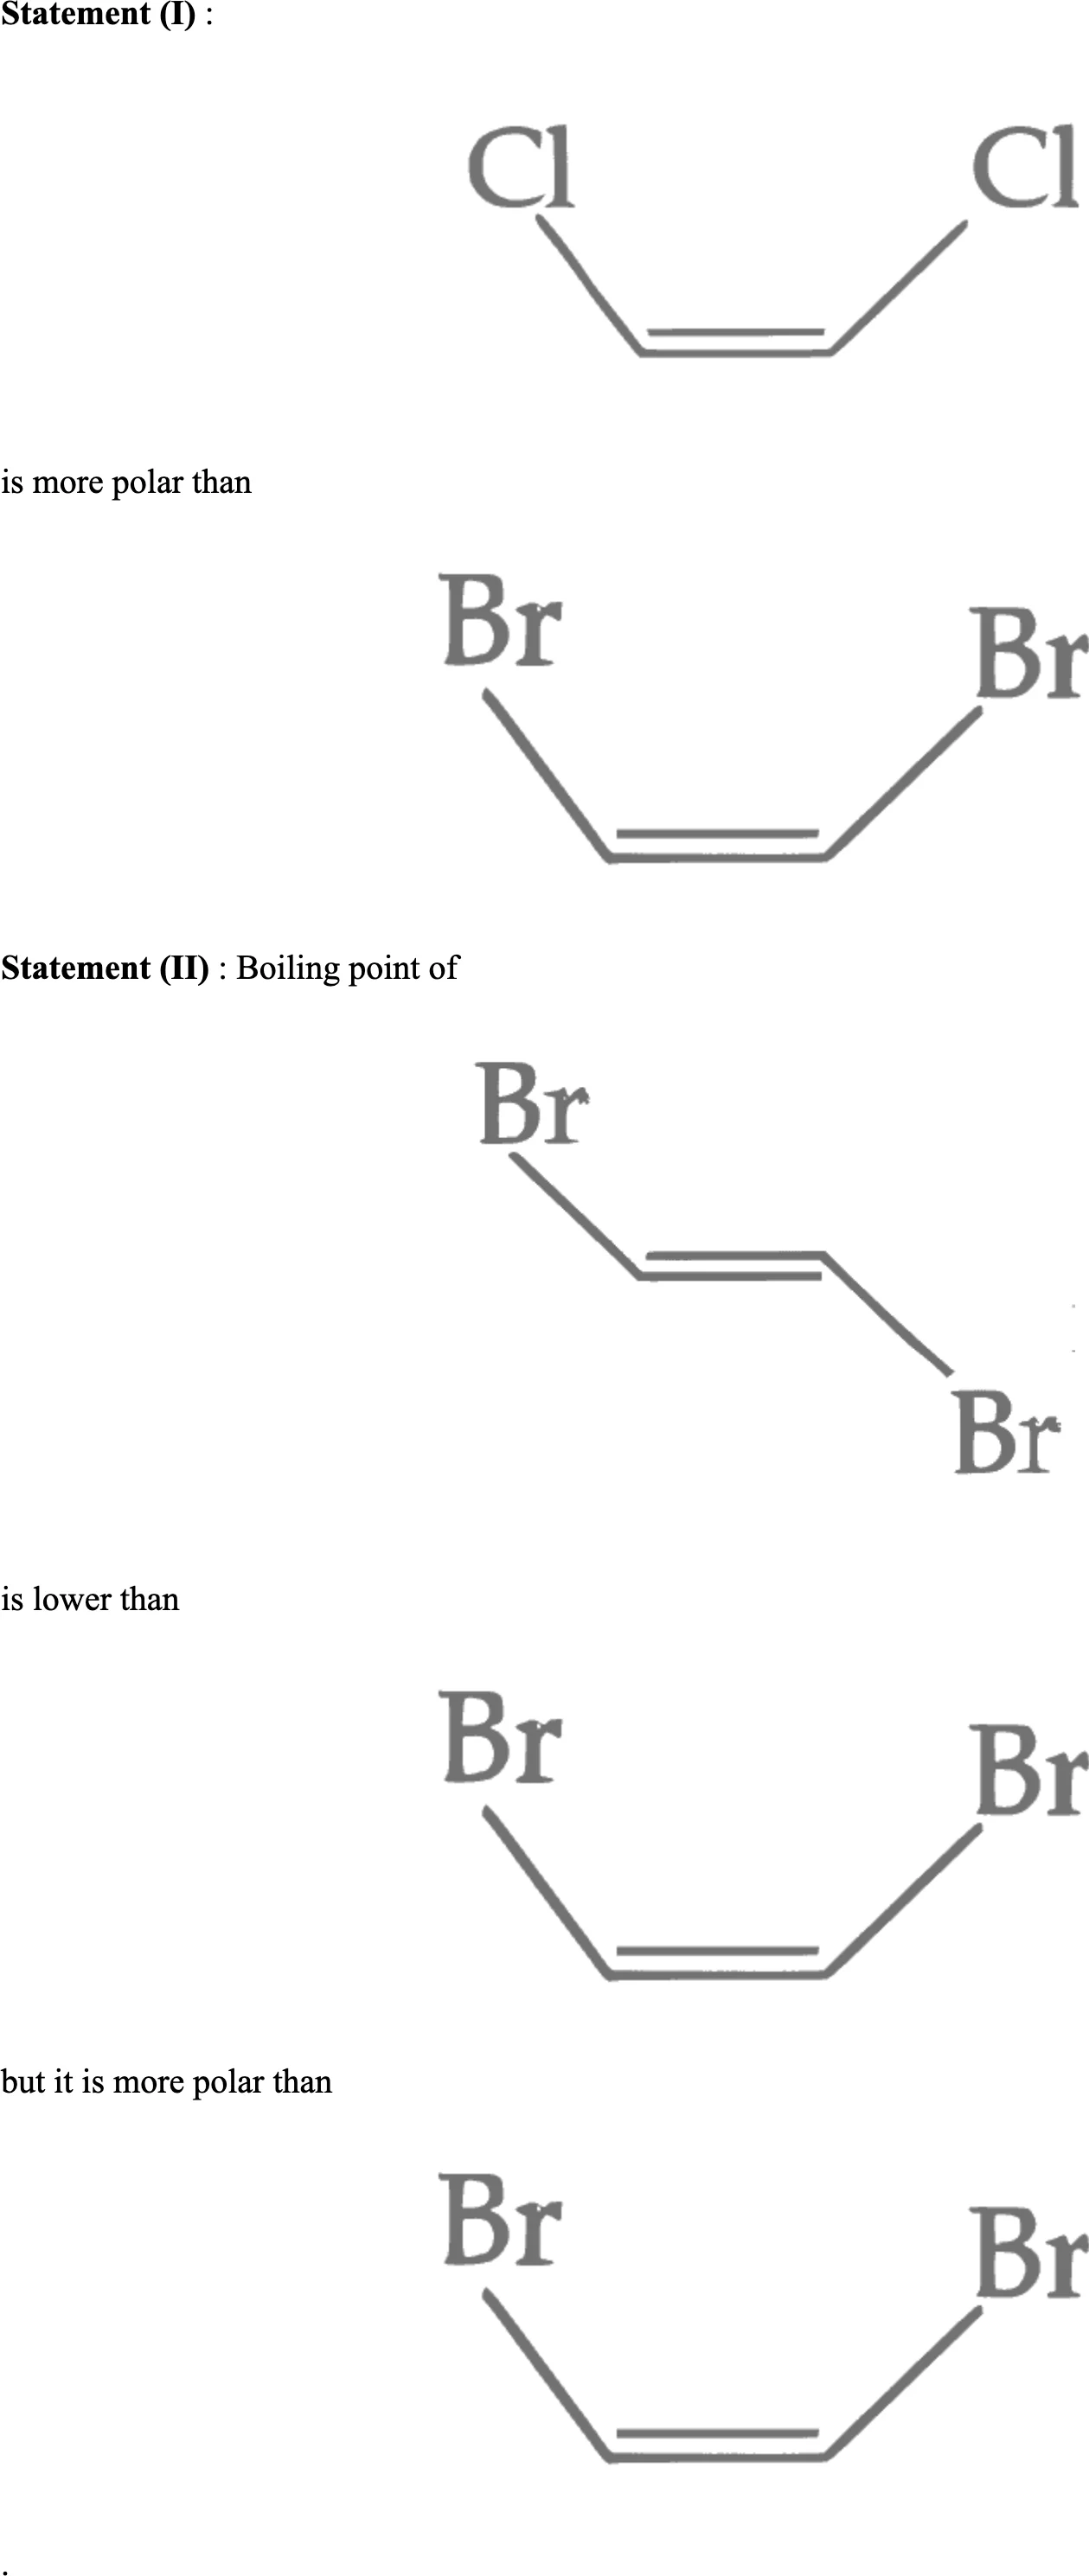 Statement (I) :
Cl Cl
is more polar than
Br Br
Statement (II) : Boiling point of
Br
Br
is lower than
Br Br
but it is more polar than
Br Br
.